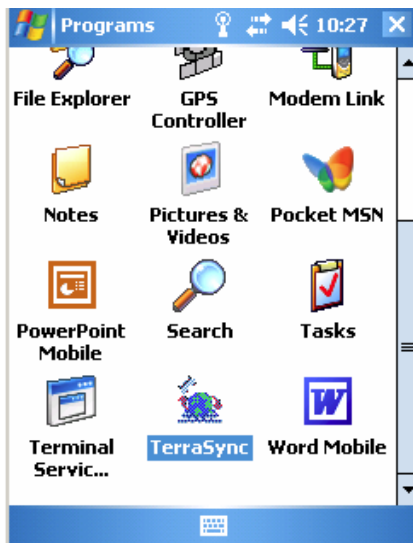 Programs 10:27
File Explorer GPS Controller Modem Link
Notes Pictures & Videos Pocket MSN
PowerPoint Mobile Search Tasks
Terminal Servic... TerraSync Word Mobile